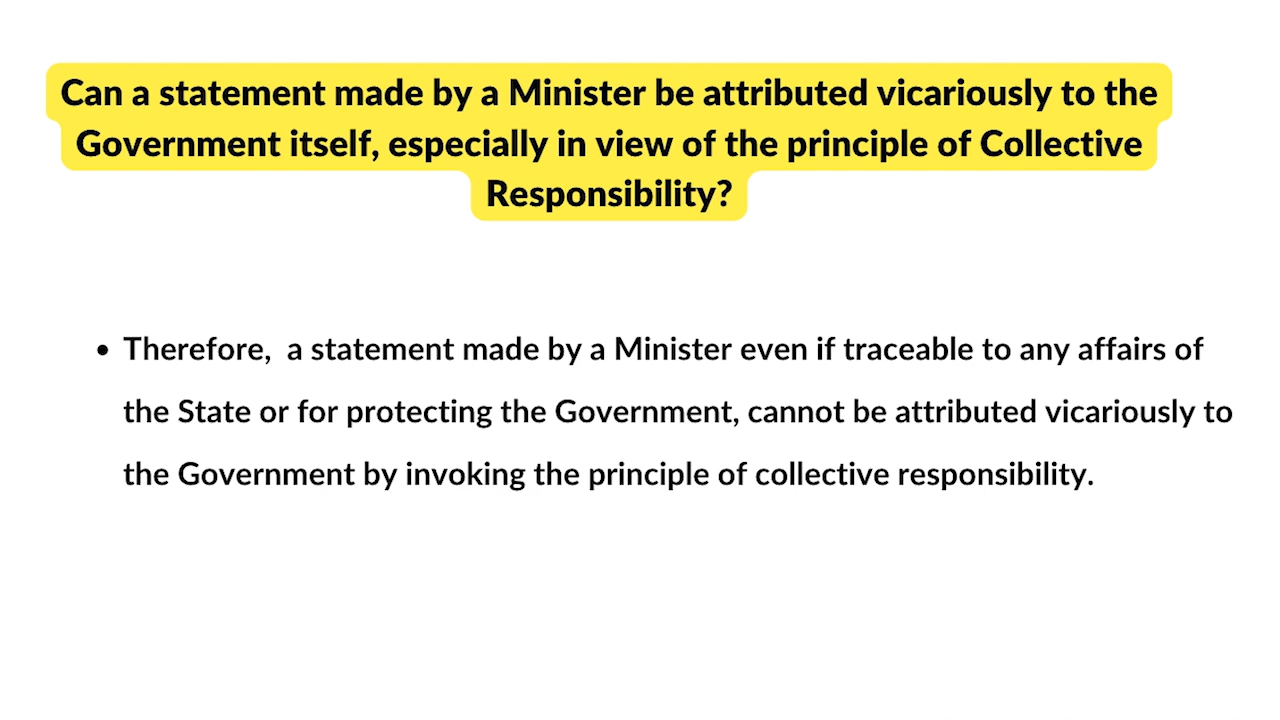 Can a statement made by a Minister be attributed vicariously to the
Government itself, especially in view of the principle of Collective
Responsibility?
• Therefore,  a statement made by a Minister even if traceable to any affairs of
the State or for protecting the Government, cannot be attributed vicariously to
the Government by invoking the principle of collective responsibility.